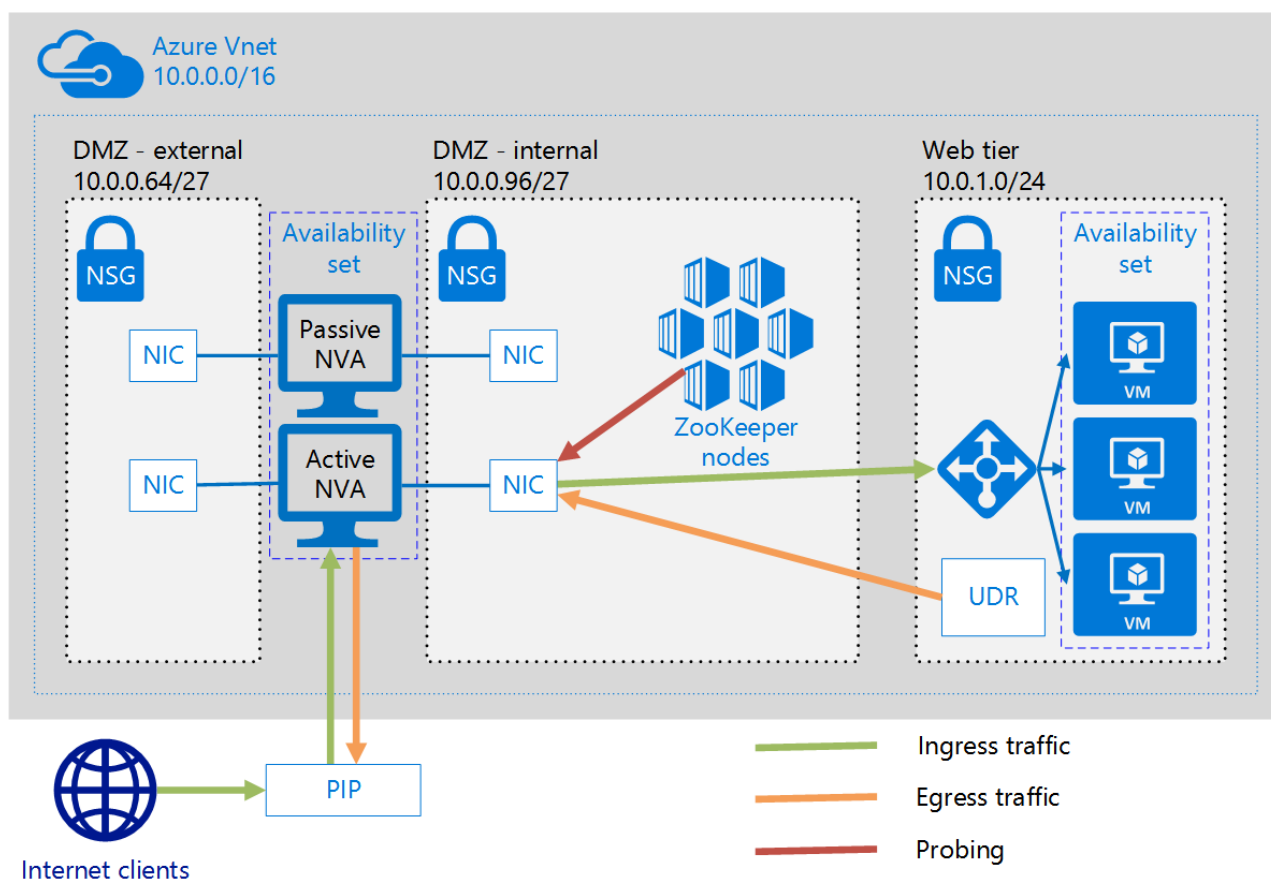 Azure Vnet
10.0.0.0/16
DMZ - external
10.0.0.64/27
DMZ - internal
10.0.0.96/27
Web tier
10.0.1.0/24
NSG
Availability
set
NSG
NSG
Availability
set
NIC
Passive
NVA
NIC
VM
ZooKeeper
nodes
NIC
Active
NVA
NIC
VM
UDR
VM
PIP
Internet clients
Ingress traffic
Egress traffic
Probing